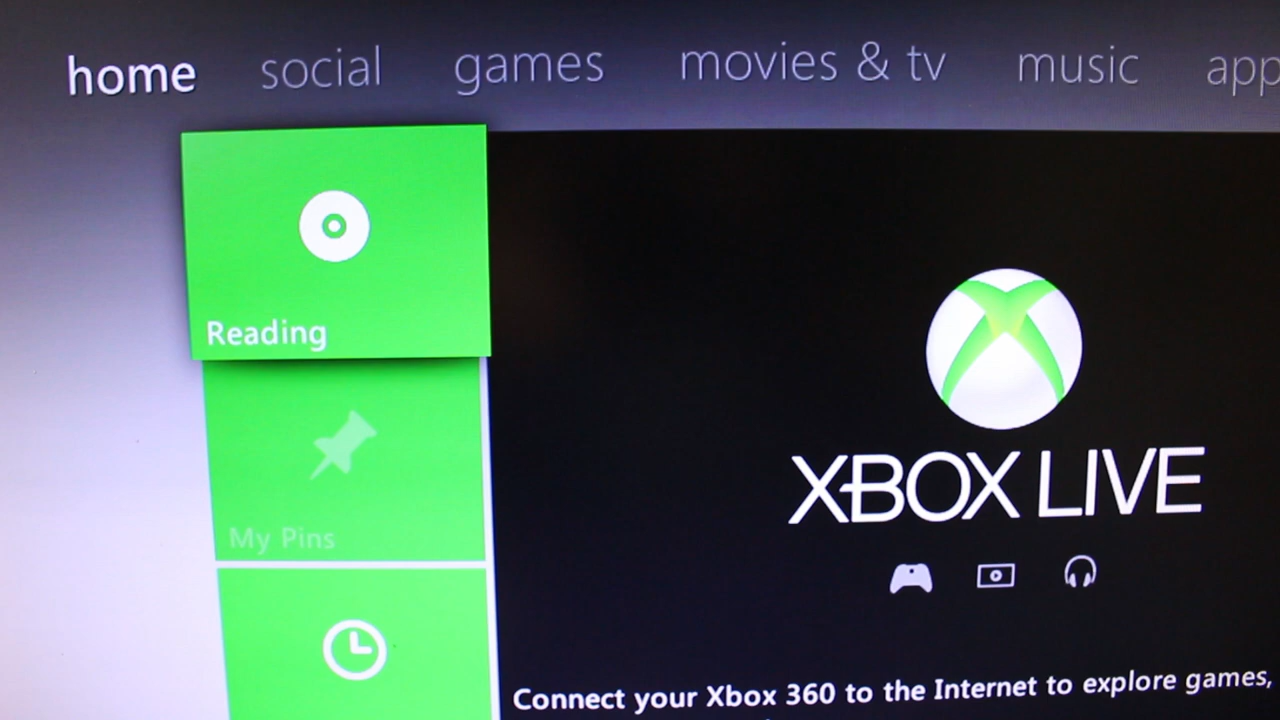 home social games movies & tv music app
Reading
My Pins
XBOX LIVE
Connect your Xbox 360 to the Internet to explore games,